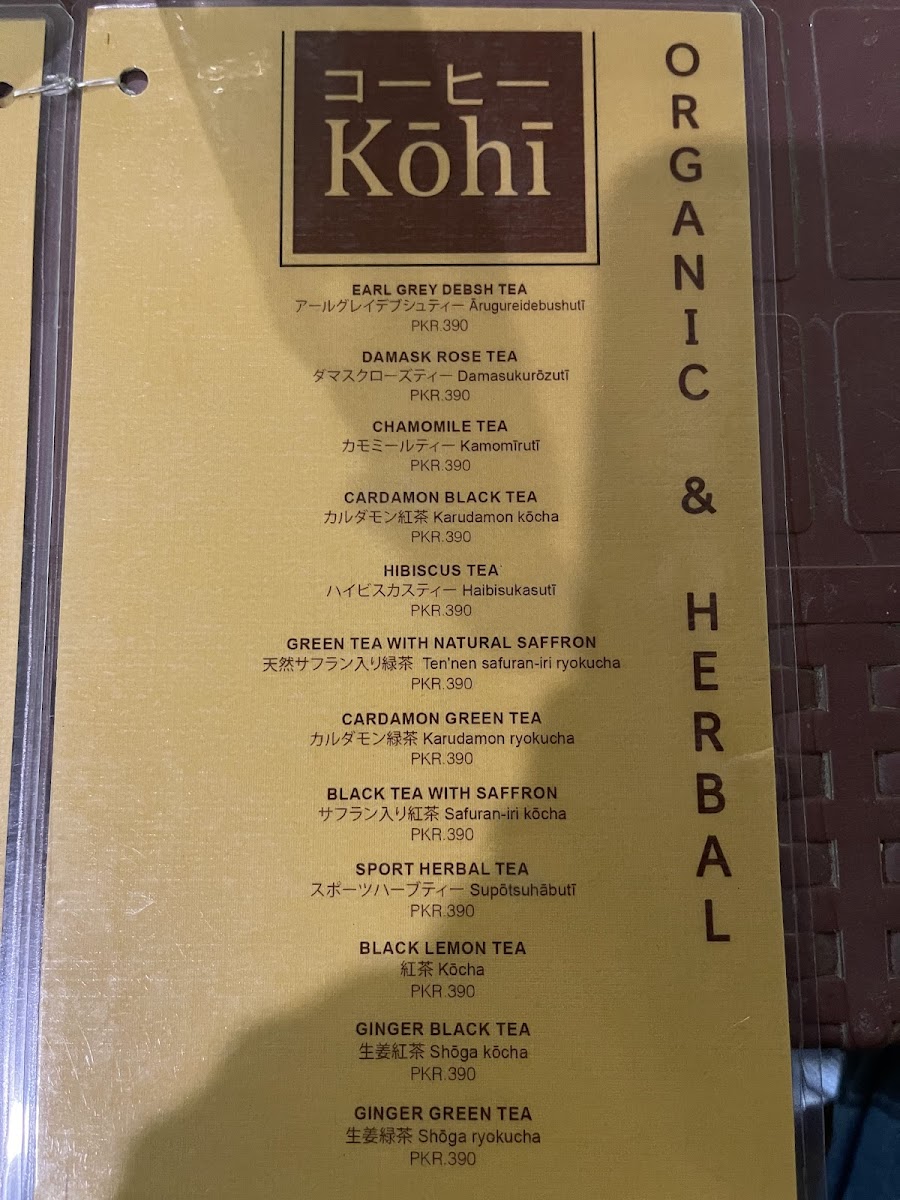 コーヒー
Kōhī
ORGANIC & HERBAL
EARL GREY DEBSH TEA
アールグレイデブシュティー Ārugureidebushutī
PKR.390
DAMASK ROSE TEA
ダマスクローズティー Damasukurōzutī
PKR.390
CHAMOMILE TEA
カモミールティー Kamomīrutī
PKR.390
CARDAMON BLACK TEA
カルダモン紅茶 Karudamon kōcha
PKR.390
HIBISCUS TEA
ハイビスカスティー Haibisukasutī
PKR.390
GREEN TEA WITH NATURAL SAFFRON
天然サフラン入り緑茶 Ten'nen safuran-iri ryokucha
PKR.390
CARDAMON GREEN TEA
カルダモン緑茶 Karudamon ryokucha
PKR.390
BLACK TEA WITH SAFFRON
サフラン入り紅茶 Safuran-iri kōcha
PKR.390
SPORT HERBAL TEA
スポーツハーブティー Supōtsuhābutī
PKR.390
BLACK LEMON TEA
紅茶 Kōcha
PKR.390
GINGER BLACK TEA
生姜紅茶 Shōga kōcha
PKR.390
GINGER GREEN TEA
生姜緑茶 Shōga ryokucha
PKR.390